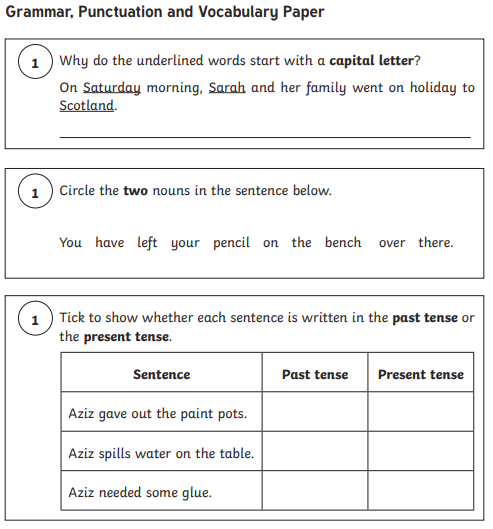 Grammar, Punctuation and Vocabulary Paper
1 Why do the underlined words start with a capital letter?
On Saturday morning, Sarah and her family went on holiday to
Scotland.
1 Circle the two nouns in the sentence below.
You have left your pencil on the bench over there.
1 Tick to show whether each sentence is written in the past tense or
the present tense.
Sentence Past tense Present tense
Aziz gave out the paint pots.
Aziz spills water on the table.
Aziz needed some glue.